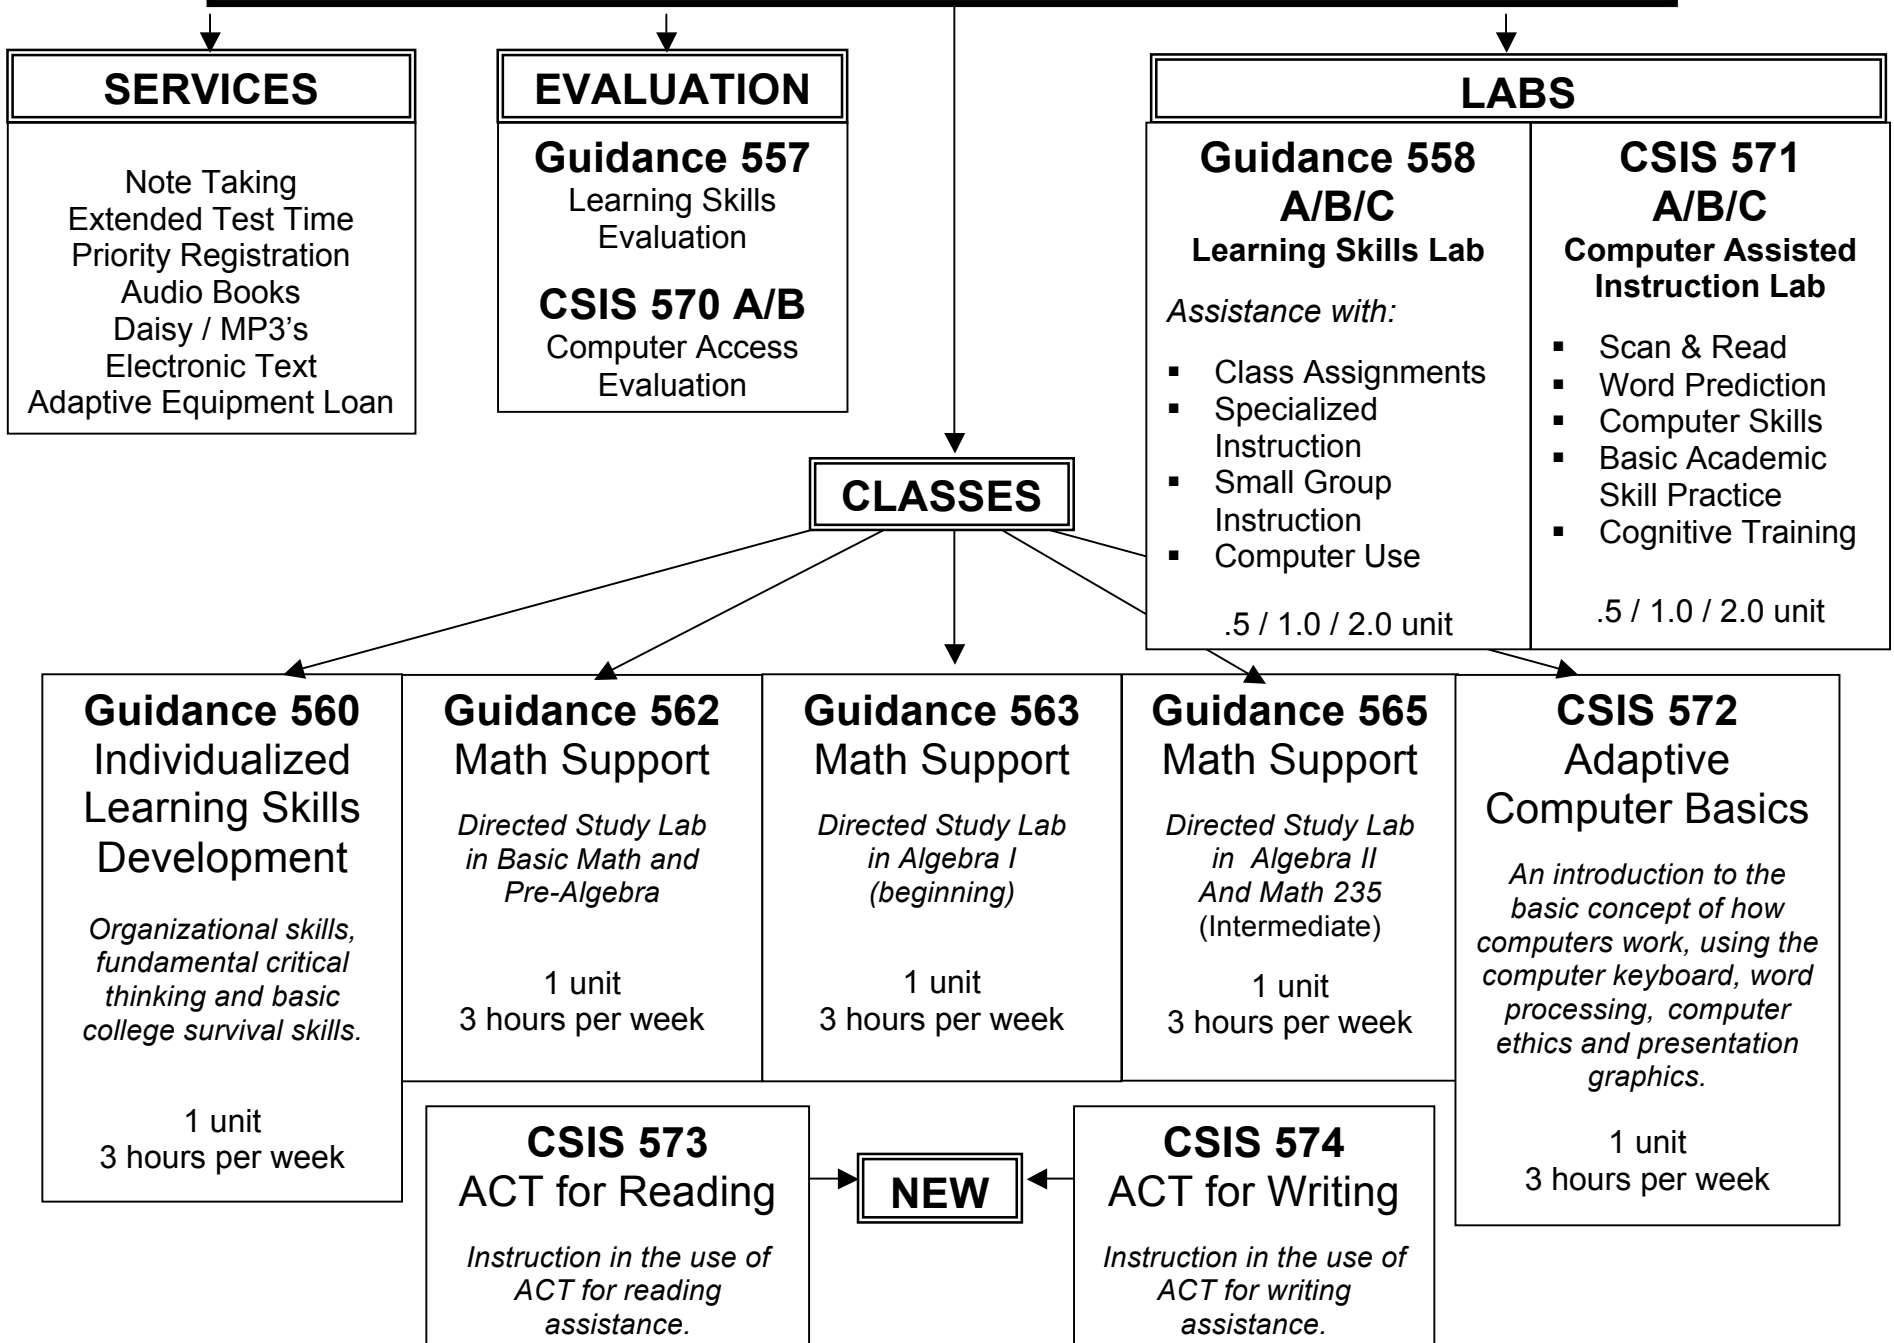 SERVICES
Note Taking
Extended Test Time
Priority Registration
Audio Books
Daisy / MP3's
Electronic Text
Adaptive Equipment Loan
EVALUATION
Guidance 557
Learning Skills
Evaluation
CSIS 570 A/B
Computer Access
Evaluation
LABS
Guidance 558
A/B/C
Learning Skills Lab
Assistance with:
▪ Class Assignments
▪ Specialized
Instruction
▪ Small Group
Instruction
▪ Computer Use
.5 / 1.0 / 2.0 unit
CSIS 571
A/B/C
Computer Assisted
Instruction Lab
▪ Scan & Read
▪ Word Prediction
▪ Computer Skills
▪ Basic Academic
Skill Practice
▪ Cognitive Training
.5 / 1.0 / 2.0 unit
CLASSES
Guidance 560
Individualized
Learning Skills
Development
Organizational skills,
fundamental critical
thinking and basic
college survival skills.
1 unit
3 hours per week
Guidance 562
Math Support
Directed Study Lab
in Basic Math and
Pre-Algebra
1 unit
3 hours per week
Guidance 563
Math Support
Directed Study Lab
in Algebra I
(beginning)
1 unit
3 hours per week
Guidance 565
Math Support
Directed Study Lab
in Algebra II
And Math 235
(Intermediate)
1 unit
3 hours per week
CSIS 572
Adaptive
Computer Basics
An introduction to the
basic concept of how
computers work, using the
computer keyboard, word
processing, computer
ethics and presentation
graphics.
1 unit
3 hours per week
CSIS 573
ACT for Reading
Instruction in the use of
ACT for reading
assistance.
NEW
CSIS 574
ACT for Writing
Instruction in the use of
ACT for writing
assistance.